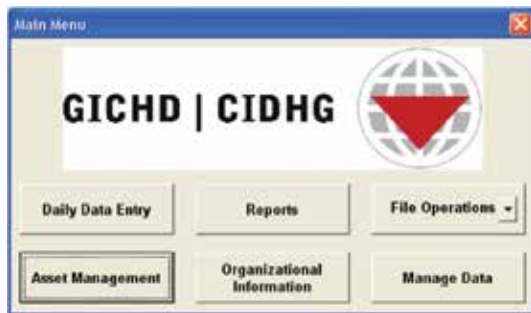 Main Menu
GICHD | CIDHG
Daily Data Entry
Reports
File Operations
Asset Management
Organizational
Information
Manage Data